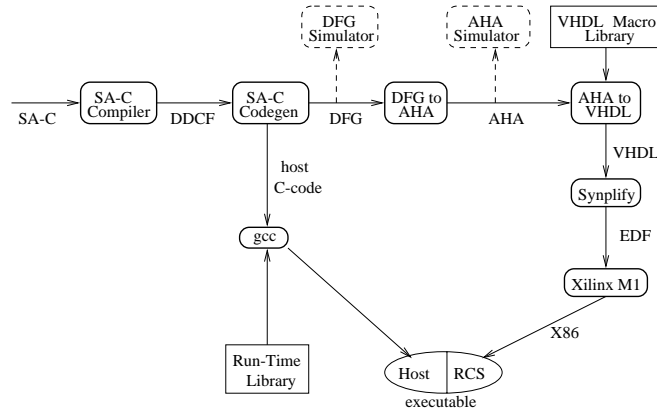 DFG
Simulator
AHA
Simulator
VHDL Macro
Library
SA-C
SA-C
Compiler
DDCF
SA-C
Codegen
DFG
DFG to
AHA
AHA
AHA to
VHDL
VHDL
host
C-code
Synplify
EDF
gcc
Xilinx M1
X86
Run-Time
Library
Host
RCS
executable